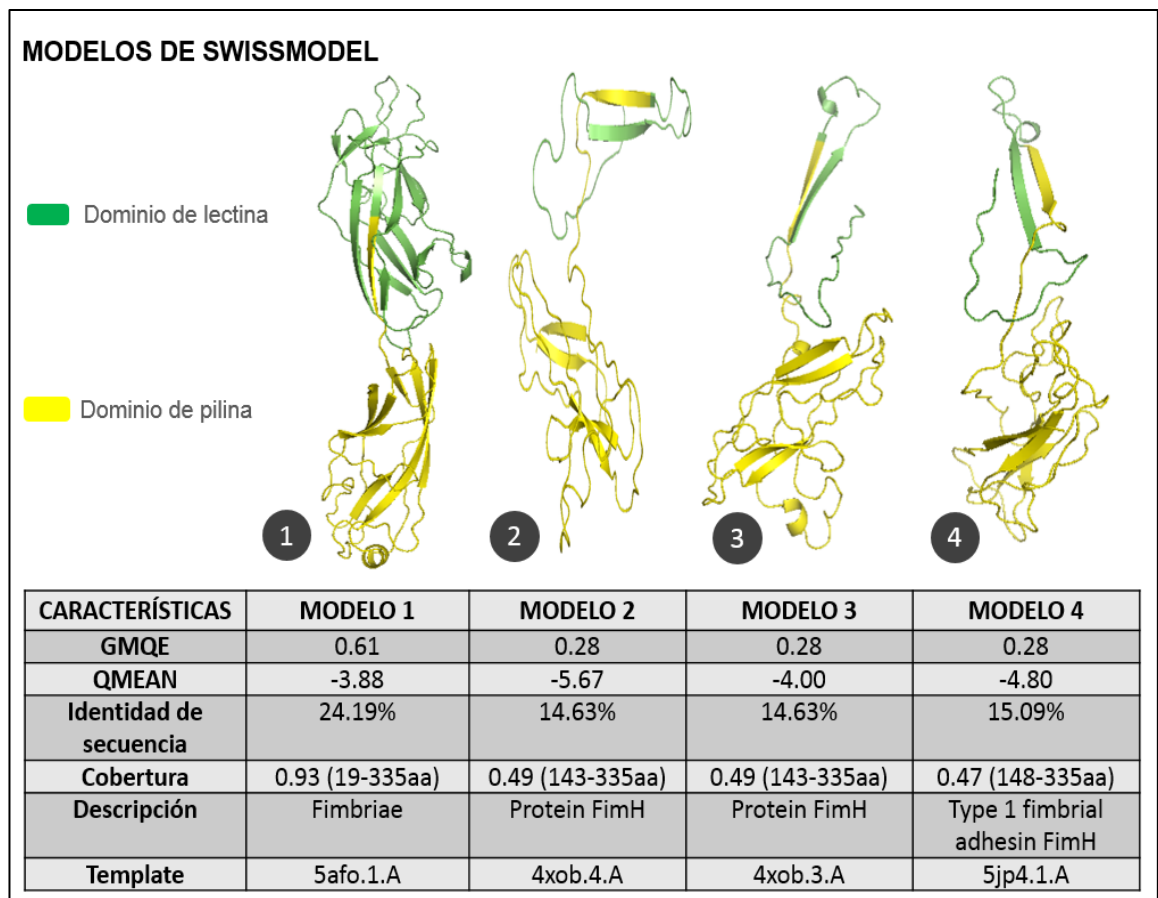 MODELOS DE SWISSMODEL
Dominio de lectina
Dominio de pilina
1
2
3
4
CARACTERÍSTICAS MODELO 1 MODELO 2 MODELO 3 MODELO 4
GMQE 0.61 0.28 0.28 0.28
QMEAN -3.88 -5.67 -4.00 -4.80
Identidad de secuencia 24.19% 14.63% 14.63% 15.09%
Cobertura 0.93 (19-335aa) 0.49 (143-335aa) 0.49 (143-335aa) 0.47 (148-335aa)
Descripción Fimbriae Protein FimH Protein FimH Type 1 fimbrial adhesin FimH
Template 5afo.1.A 4xob.4.A 4xob.3.A 5jp4.1.A